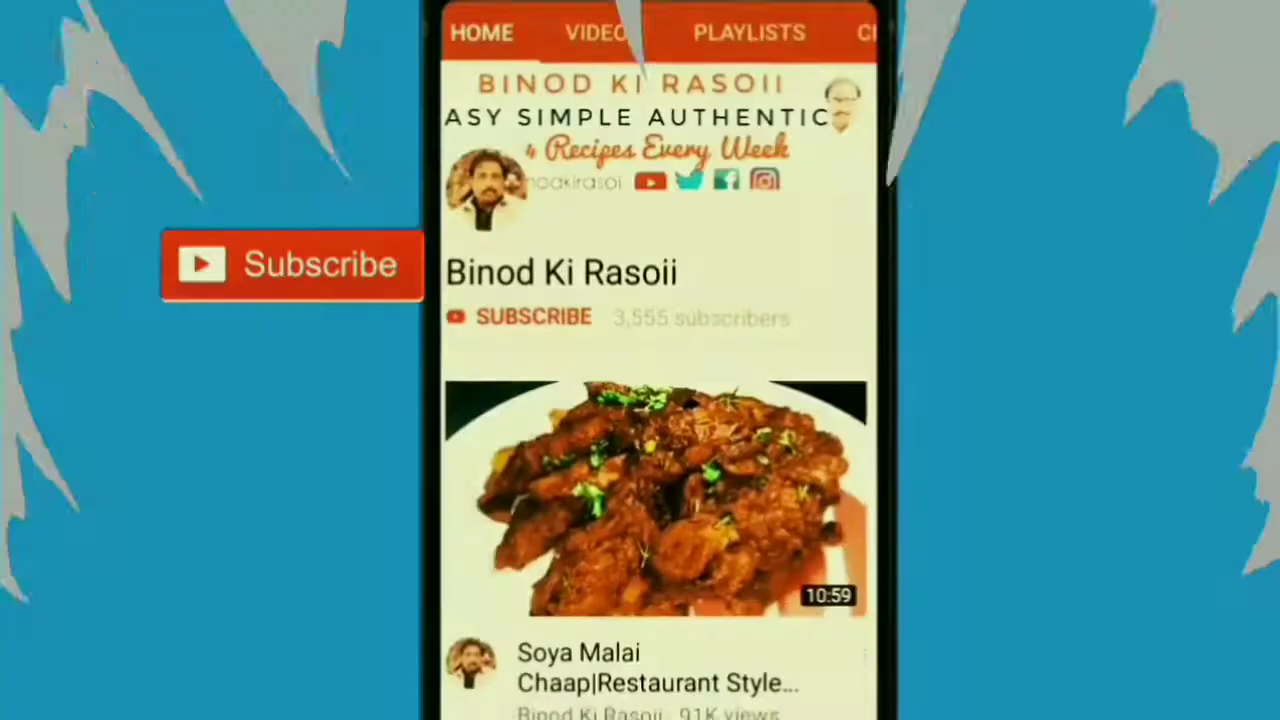 HOME VIDEO PLAYLISTS
BINOD KI RASOII
ASY SIMPLE AUTHENTIC
4 Recipes Every Week
Subscribe
Binod Ki Rasoii
SUBSCRIBE 3,555 subscribers
10:59
Soya Malai
Chaap|Restaurant Style...
Binod Ki Rasoii 91K views